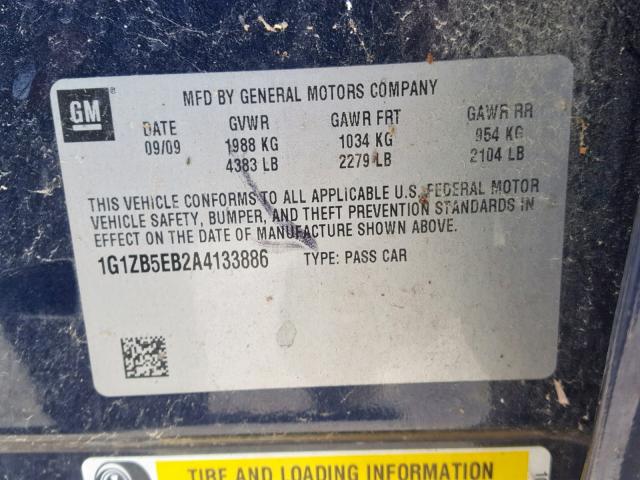 GM
MFD BY GENERAL MOTORS COMPANY
DATE GVWR GAWR FRT GAWR RR
09/09 1988 KG 1034 KG 954 KG
4383 LB 2279 LB 2104 LB
THIS VEHICLE CONFORMS TO ALL APPLICABLE U.S. FEDERAL MOTOR
VEHICLE SAFETY, BUMPER, AND THEFT PREVENTION STANDARDS IN
EFFECT ON THE DATE OF MANUFACTURE SHOWN ABOVE.
1G1ZB5EB2A4133886 TYPE: PASS CAR
TIRE AND LOADING INFORMATION